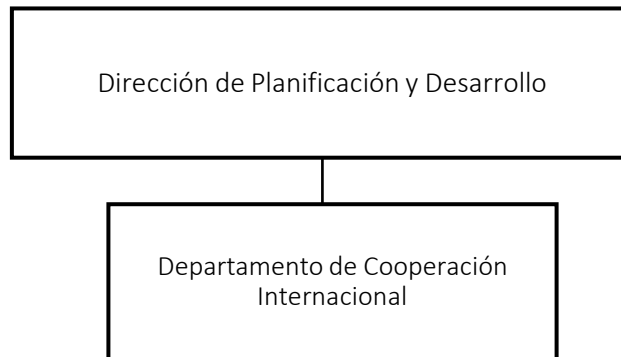 Dirección de Planificación y Desarrollo
Departamento de Cooperación
Internacional